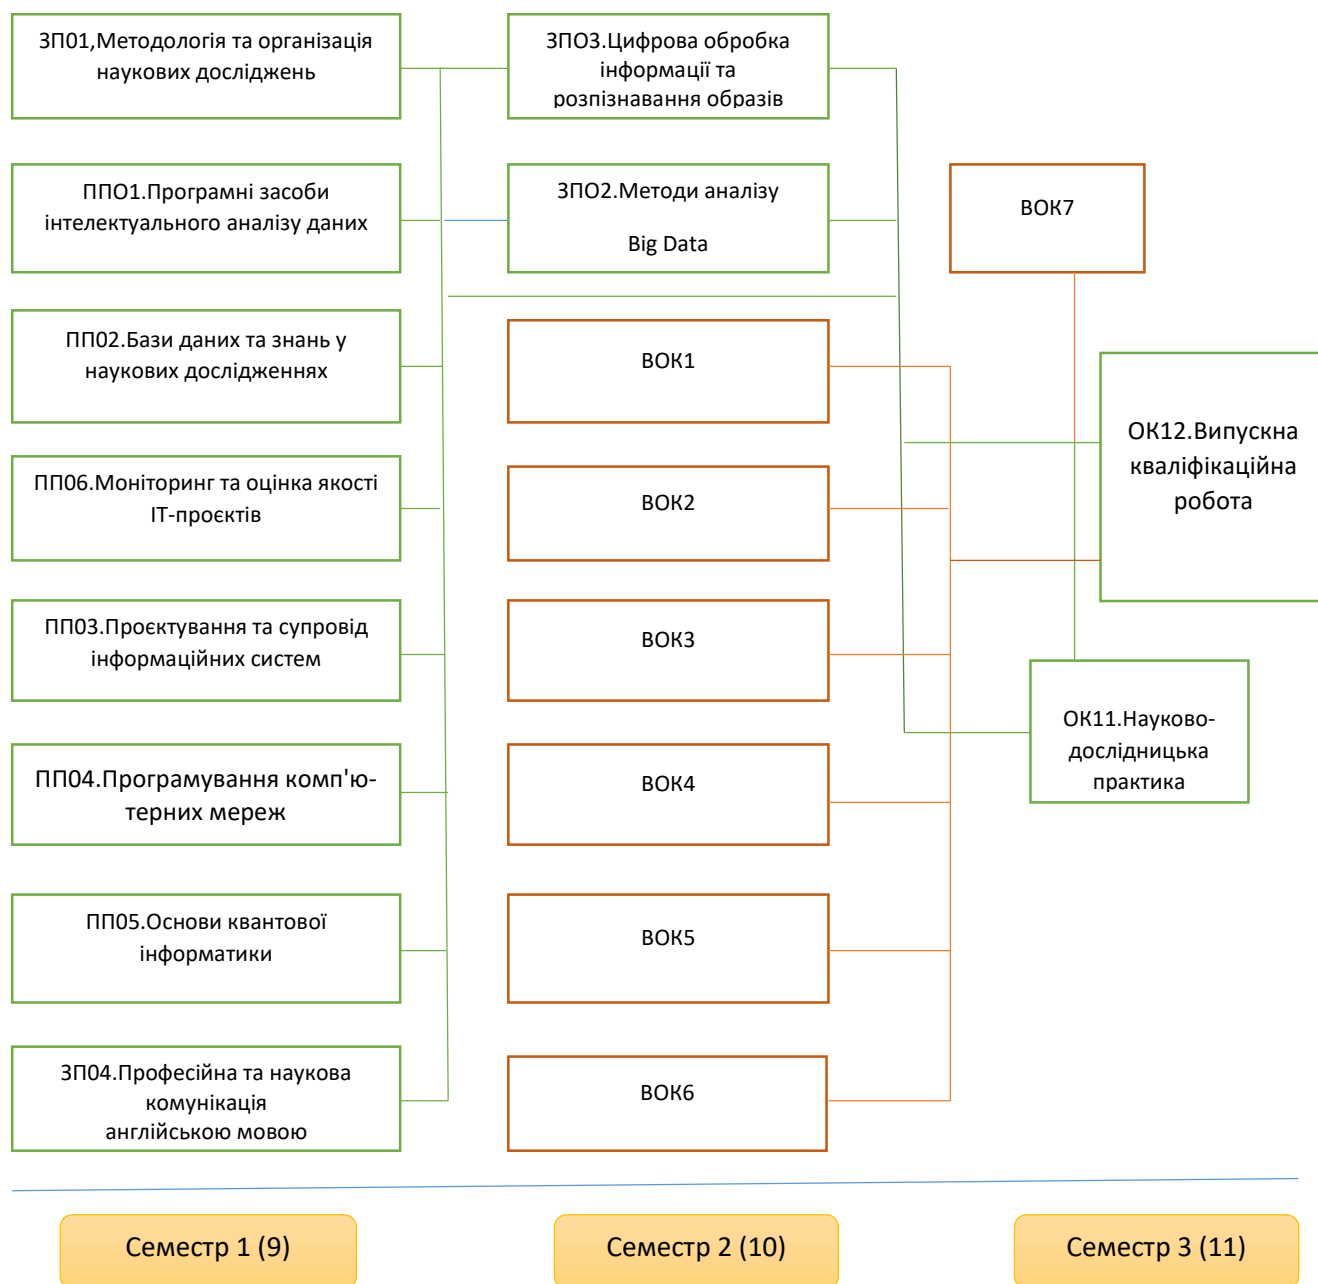 ЗП01,Методологія та організація
наукових досліджень
ППО1.Програмні засоби
інтелектуального аналізу даних
ПП02.Бази даних та знань у
наукових дослідженнях
ПП06.Моніторинг та оцінка якості
ІТ-проєктів
ПП03.Проєктування та супровід
інформаційних систем
ПП04.Програмування комп'ю-
терних мереж
ПП05.Основи квантової
інформатики
ЗП04.Професійна та наукова
комунікація
англійською мовою
ЗПО3.Цифрова обробка
інформації та
розпізнавання образів
ЗПО2.Методи аналізу
Big Data
ВОК1
ВОК2
ВОК3
ВОК4
ВОК5
ВОК6
ВОК7
ОК12.Випускна
кваліфікаційна
робота
ОК11.Науково-
дослідницька
практика
Семестр 1 (9)
Семестр 2 (10)
Семестр 3 (11)